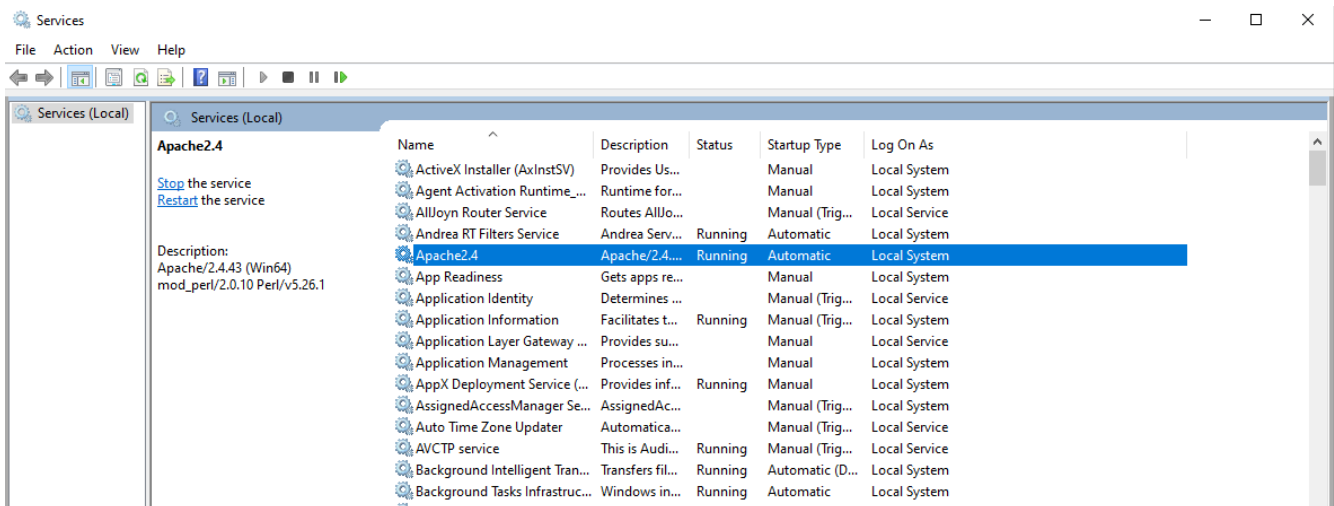 Services
File Action View Help
Services (Local)
Services (Local)
Apache2.4
Stop the service
Restart the service
Description:
Apache/2.4.43 (Win64)
mod_perl/2.0.10 Perl/v5.26.1
Name Description Status Startup Type Log On As
ActiveX Installer (AxInstSV) Provides Us... Manual Local System
Agent Activation Runtime_... Runtime for... Manual Local System
AllJoyn Router Service Routes AllJo... Manual (Trig... Local Service
Andrea RT Filters Service Andrea Serv... Running Automatic Local System
Apache2.4 Apache/2.4.... Running Automatic Local System
App Readiness Gets apps re... Manual Local System
Application Identity Determines ... Manual (Trig... Local Service
Application Information Facilitates t... Running Manual (Trig... Local System
Application Layer Gateway ... Provides su... Manual Local Service
Application Management Processes in... Manual Local System
AppX Deployment Service (... Provides inf... Running Manual Local System
AssignedAccessManager Se... AssignedAc... Manual (Trig... Local System
Auto Time Zone Updater Automatica... Manual (Trig... Local Service
AVCTP service This is Audi... Running Manual (Trig... Local Service
Background Intelligent Tran... Transfers fil... Running Automatic (D... Local System
Background Tasks Infrastruc... Windows in... Running Automatic Local System